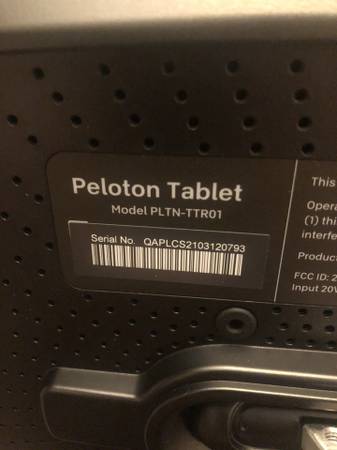 Peloton Tablet
Model PLTN-TTR01
Serial No. QAPLCS2103120793
This
Opera
(1) thi
interfe
Produc
FCC ID: 2
Input 20V